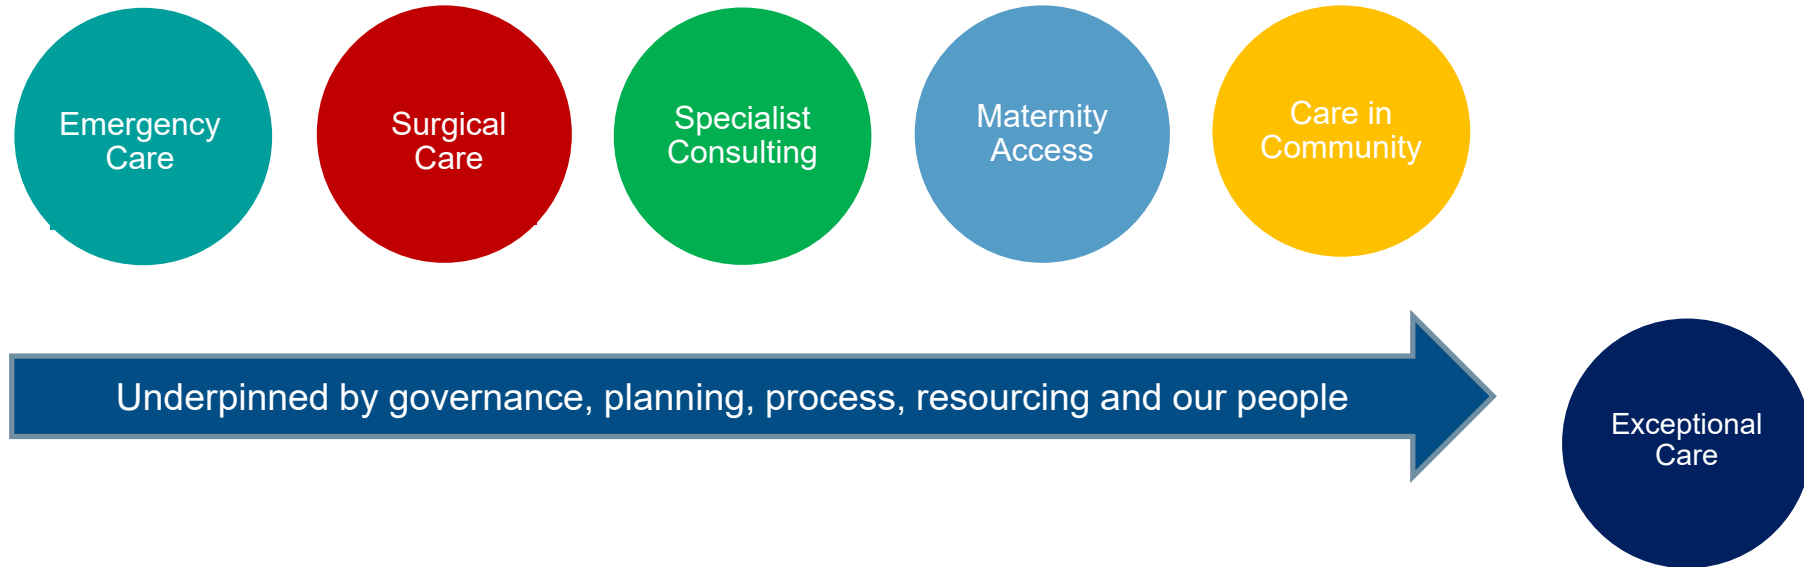 Emergency
Care
Surgical
Care
Specialist
Consulting
Maternity
Access
Care in
Community
Underpinned by governance, planning, process, resourcing and our people
Exceptional
Care